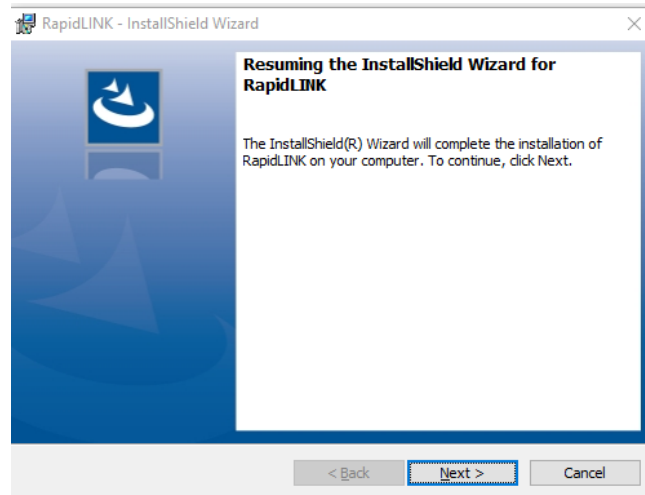 RapidLINK - InstallShield Wizard
Resuming the InstallShield Wizard for
RapidLINK
The InstallShield(R) Wizard will complete the installation of
RapidLINK on your computer. To continue, click Next.
< Back Next > Cancel